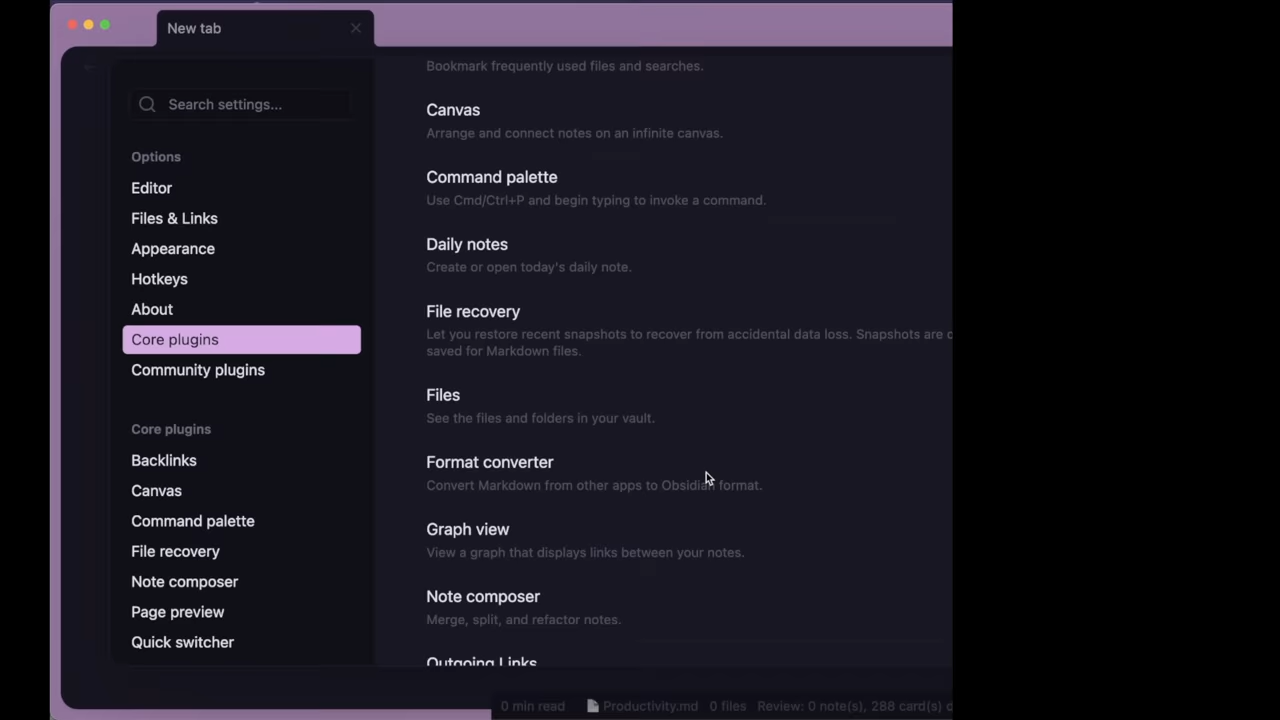 New tab
Search settings...
Options
Editor
Files & Links
Appearance
Hotkeys
About
Core plugins
Community plugins
Core plugins
Backlinks
Canvas
Command palette
File recovery
Note composer
Page preview
Quick switcher
Bookmark frequently used files and searches.
Canvas
Arrange and connect notes on an infinite canvas.
Command palette
Use Cmd/Ctrl+P and begin typing to invoke a command.
Daily notes
Create or open today's daily note.
File recovery
Let you restore recent snapshots to recover from accidental data loss. Snapshots are
saved for Markdown files.
Files
See the files and folders in your vault.
Format converter
Convert Markdown from other apps to Obsidian format.
Graph view
View a graph that displays links between your notes.
Note composer
Merge, split, and refactor notes.
Outgoing Links
0 min read Productivity.md 0 files Review: 0 note(s), 288 card(s)